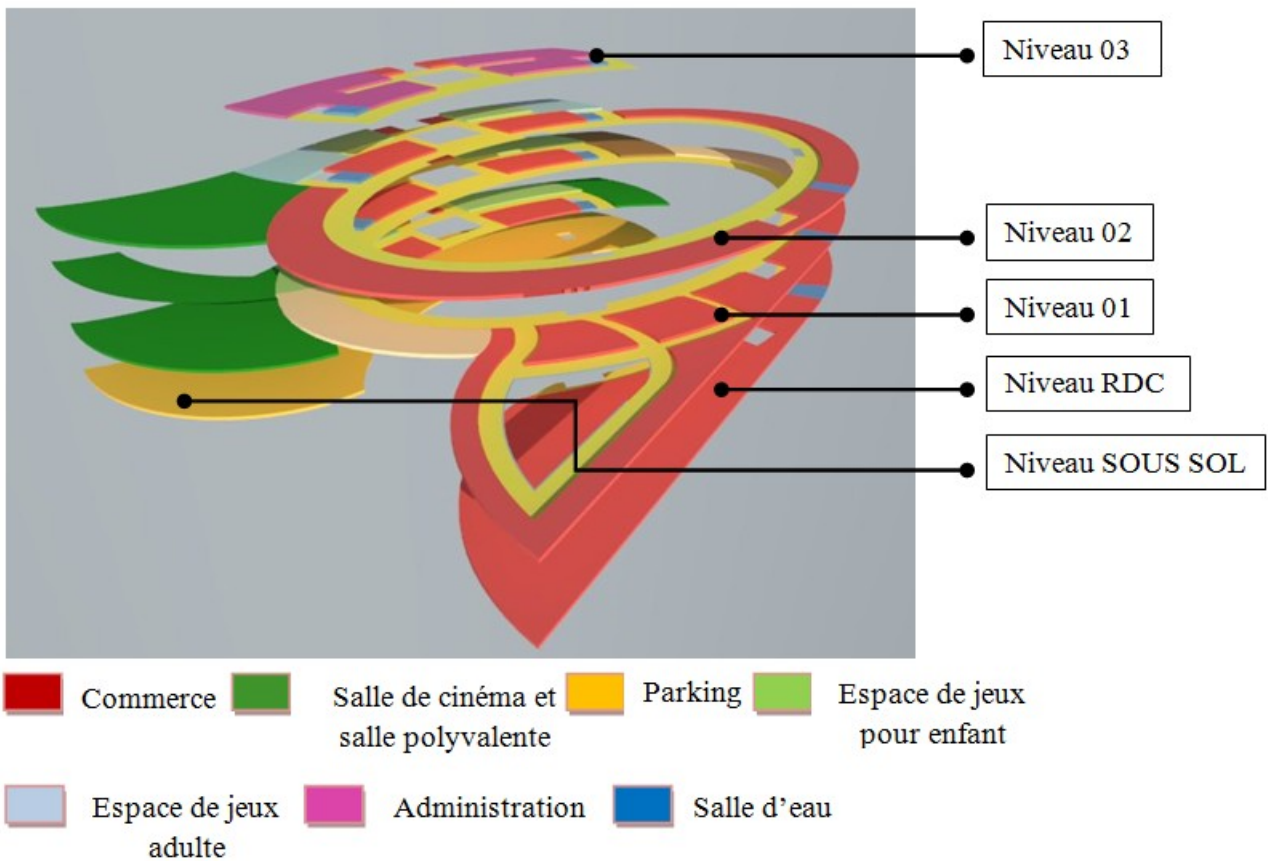 Niveau 03
Niveau 02
Niveau 01
Niveau RDC
Niveau SOUS SOL
Commerce
Salle de cinéma et
salle polyvalente
Parking
Espace de jeux
pour enfant
Espace de jeux
adulte
Administration
Salle d’eau